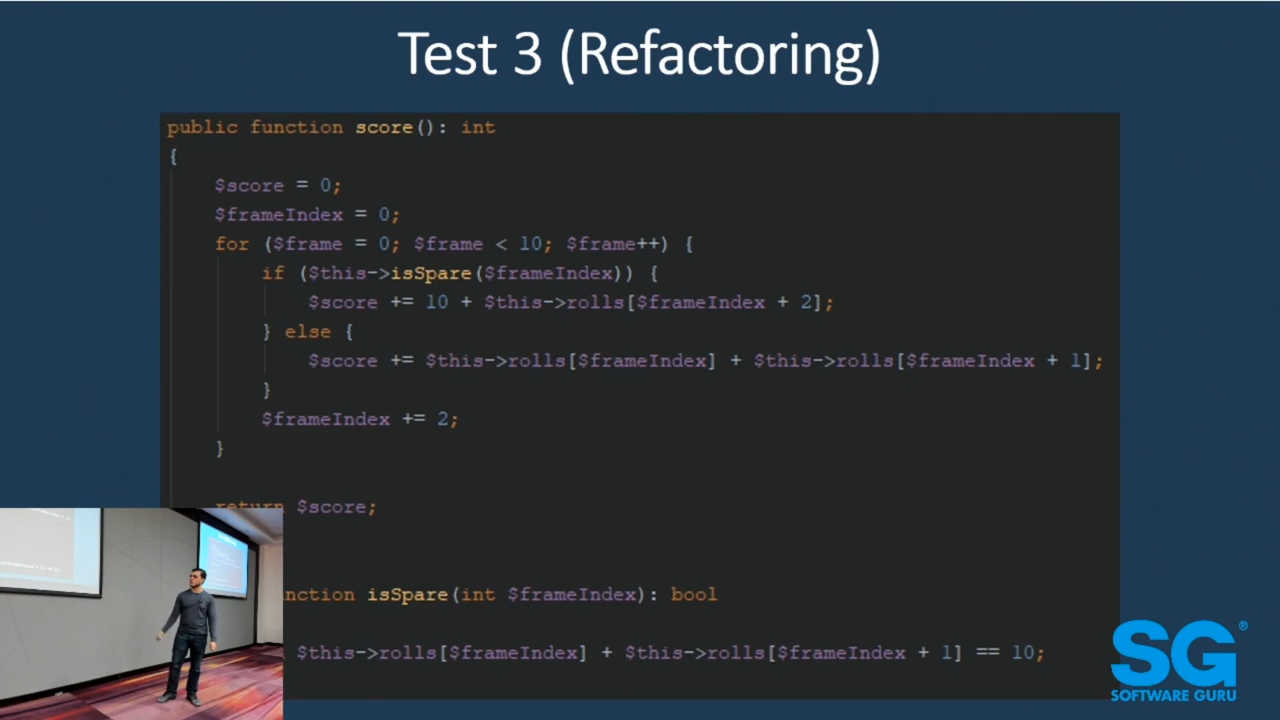 Test 3 (Refactoring)
public function score(): int
{
$score = 0;
$frameIndex = 0;
for ($frame = 0; $frame < 10; $frame++) {
if ($this->isSpare($frameIndex)) {
$score += 10 + $this->rolls[$frameIndex + 2];
} else {
$score += $this->rolls[$frameIndex] + $this->rolls[$frameIndex + 1];
}
$frameIndex += 2;
}
return $score;
nction isSpare(int $frameIndex): bool
$this->rolls[$frameIndex] + $this->rolls[$frameIndex + 1] == 10;
SG®
SOFTWARE GURU